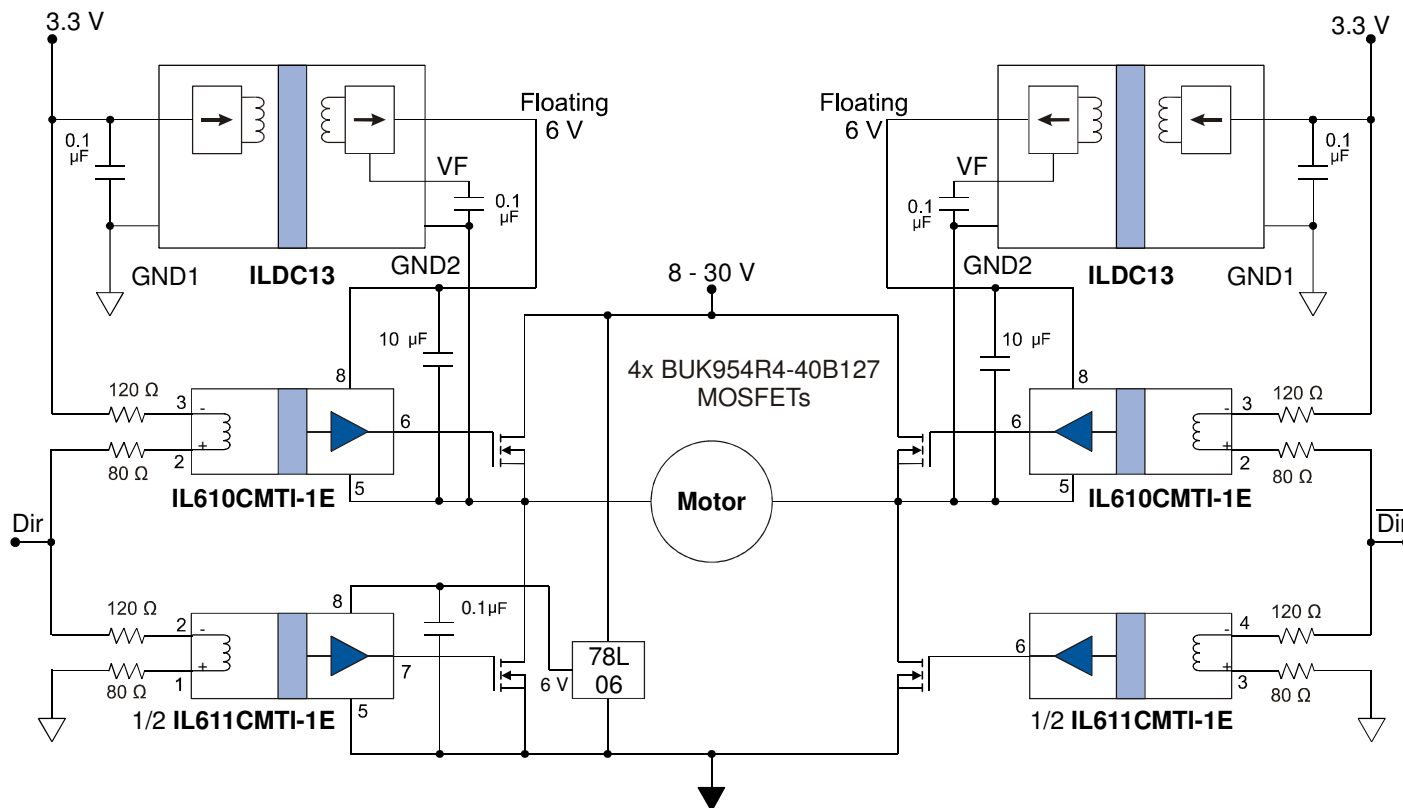 3.3 V
3.3 V
Floating
6 V
Floating
6 V
0.1
µF
0.1
µF
VF
VF
0.1
µF
0.1
µF
GND1
ILDC13
GND2
GND2
ILDC13
GND1
8 - 30 V
10 µF
10 µF
4x BUK954R4-40B127
MOSFETs
120 Ω
3
-
8
6
+
2
80 Ω
5
IL610CMTI-1E
8
6
-
3
120 Ω
+
2
80 Ω
5
IL610CMTI-1E
Motor
Dir
Dir
120 Ω
2
-
8
0.1µF
+
1
80 Ω
7
5
1/2 IL611CMTI-1E
6 V
78L
06
6
-
4
120 Ω
+
3
80 Ω
1/2 IL611CMTI-1E